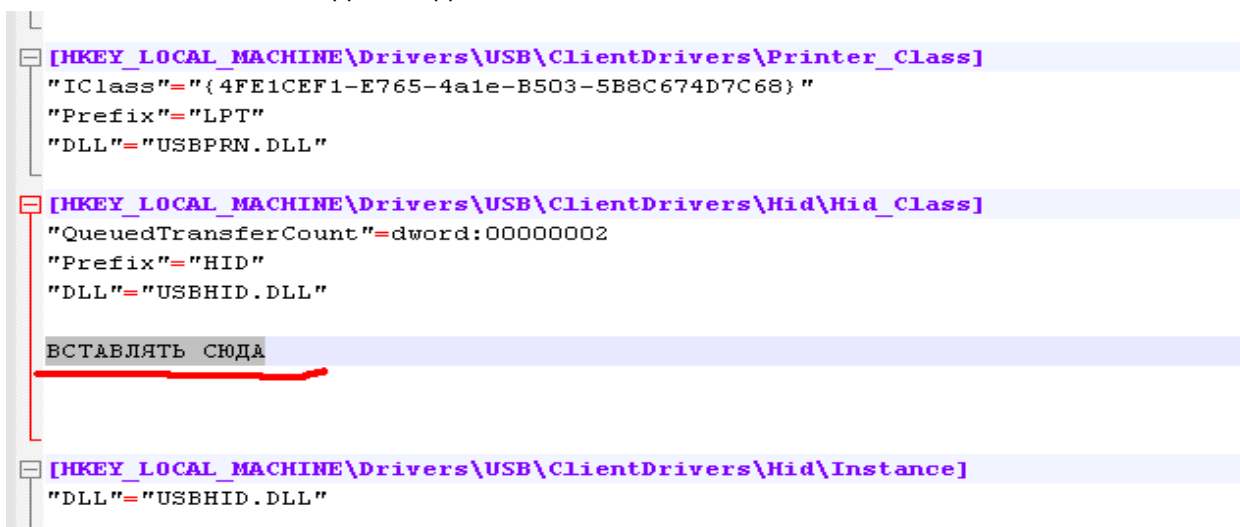 [HKEY_LOCAL_MACHINE\Drivers\USB\ClientDrivers\Printer_Class]
"IClass"="{4FE1CEF1-E765-4a1e-B503-5B8C674D7C68}"
"Prefix"="LPT"
"DLL"="USBPRN.DLL"
[HKEY_LOCAL_MACHINE\Drivers\USB\ClientDrivers\Hid\Hid_Class]
"QueuedTransferCount"=dword:00000002
"Prefix"="HID"
"DLL"="USBHID.DLL"
ВСТАВЛЯТЬ СЮДА
[HKEY_LOCAL_MACHINE\Drivers\USB\ClientDrivers\Hid\Instance]
"DLL"="USBHID.DLL"